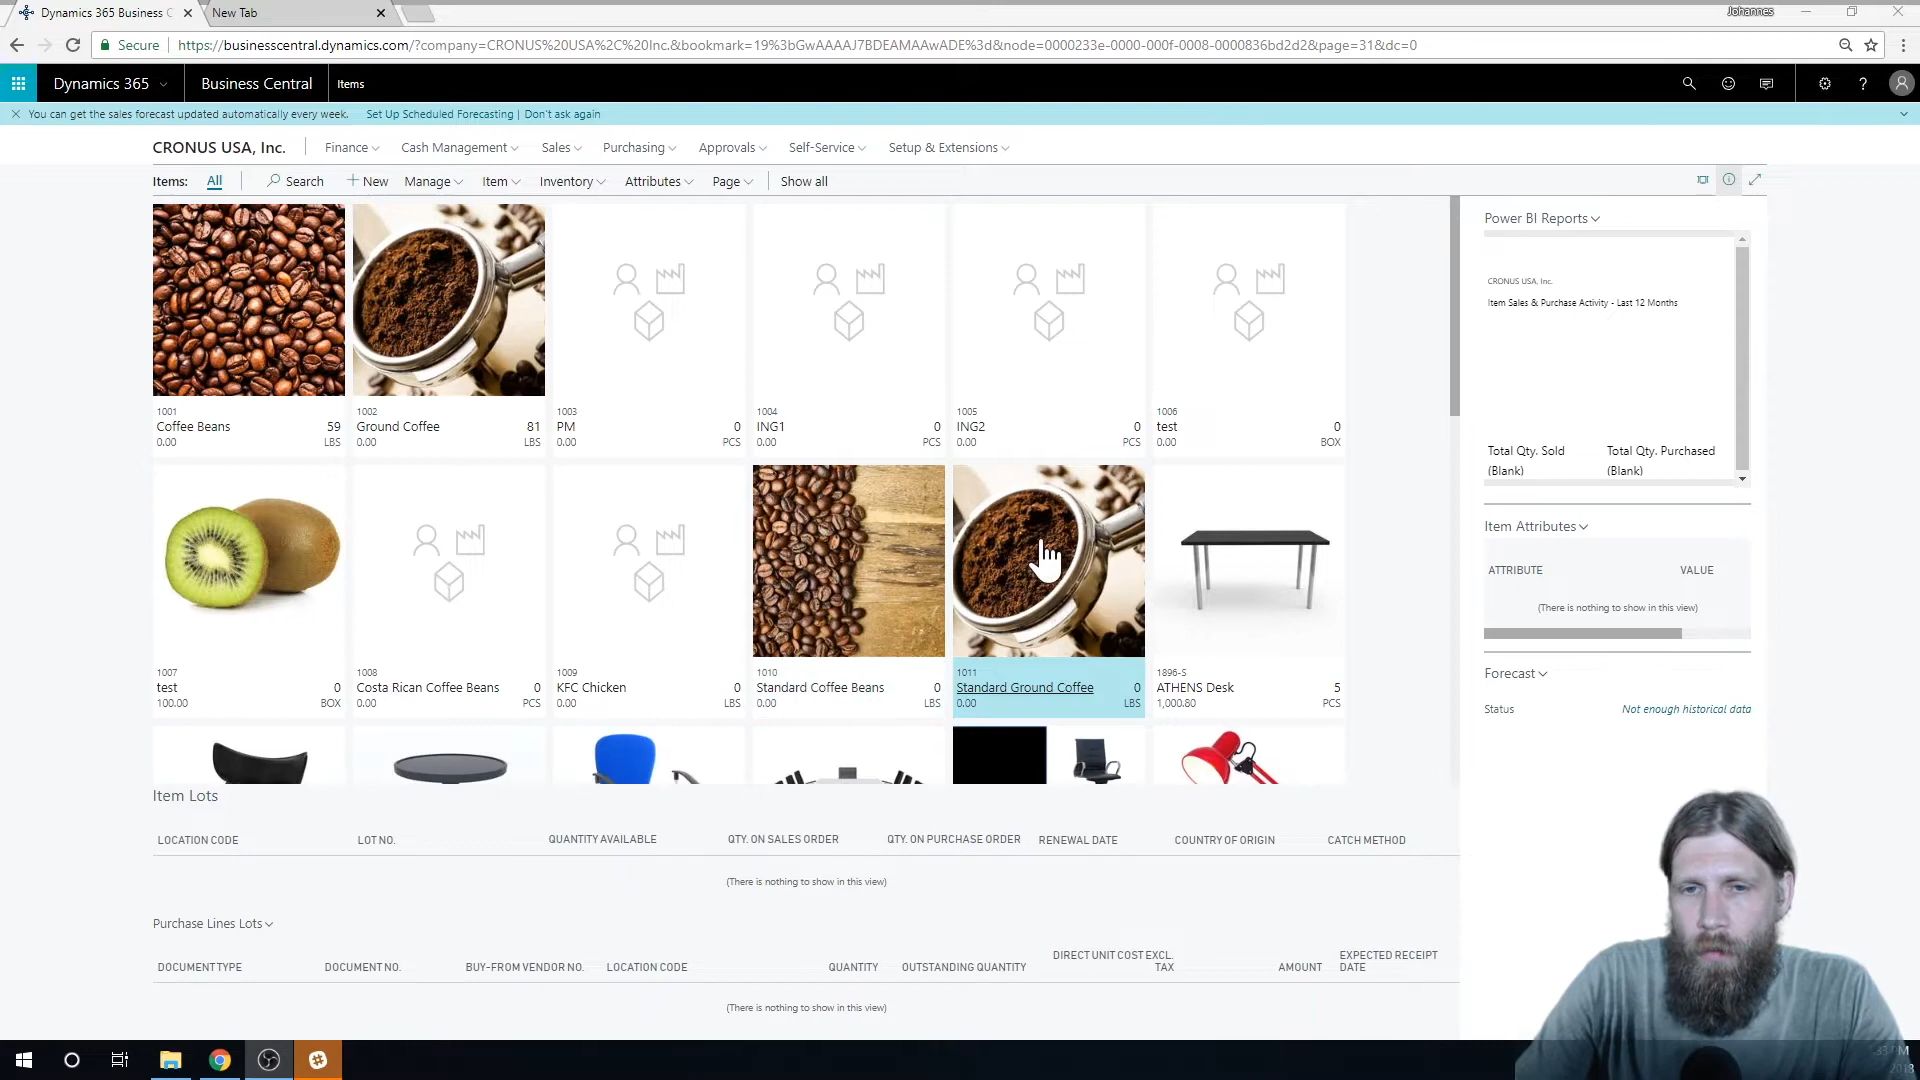 Dynamics 365 Business C
New Tab
Johannes
Secure
https://businesscentral.dynamics.com/?company=CRONUS%20USA%2C%20Inc.&bookmark=19%3bGwAAAAJ7BDEAMAAwADE%3d&node=0000233e-0000-000f-0008-0000836bd2d2&page=31&dc=0
Dynamics 365
Business Central
Items
You can get the sales forecast updated automatically every week. Set Up Scheduled Forecasting | Don't ask again
CRONUS USA, Inc.
Finance
Cash Management
Sales
Purchasing
Approvals
Self-Service
Setup & Extensions
Items: All
Search
New
Manage
Item
Inventory
Attributes
Page
Show all
1001
Coffee Beans 59
0.00 LBS
1002
Ground Coffee 81
0.00 LBS
1003
PM 0
0.00 PCS
1004
ING1 0
0.00 PCS
1005
ING2 0
0.00 PCS
1006
test 0
0.00 BOX
1007
test 0
100.00 BOX
1008
Costa Rican Coffee Beans 0
0.00 PCS
1009
KFC Chicken 0
0.00 LBS
1010
Standard Coffee Beans 0
0.00 LBS
1011
Standard Ground Coffee 0
0.00 LBS
1896-S
ATHENS Desk 5
1,000.80 PCS
Power BI Reports
CRONUS USA, Inc.
Item Sales & Purchase Activity - Last 12 Months
Total Qty. Sold Total Qty. Purchased
(Blank) (Blank)
Item Attributes
ATTRIBUTE VALUE
(There is nothing to show in this view)
Forecast
Status Not enough historical data
Item Lots
LOCATION CODE LOT NO. QUANTITY AVAILABLE QTY. ON SALES ORDER QTY. ON PURCHASE ORDER RENEWAL DATE COUNTRY OF ORIGIN CATCH METHOD
(There is nothing to show in this view)
Purchase Lines Lots
DOCUMENT TYPE DOCUMENT NO. BUY-FROM VENDOR NO. LOCATION CODE QUANTITY OUTSTANDING QUANTITY DIRECT UNIT COST EXCL. TAX AMOUNT EXPECTED RECEIPT DATE
(There is nothing to show in this view)